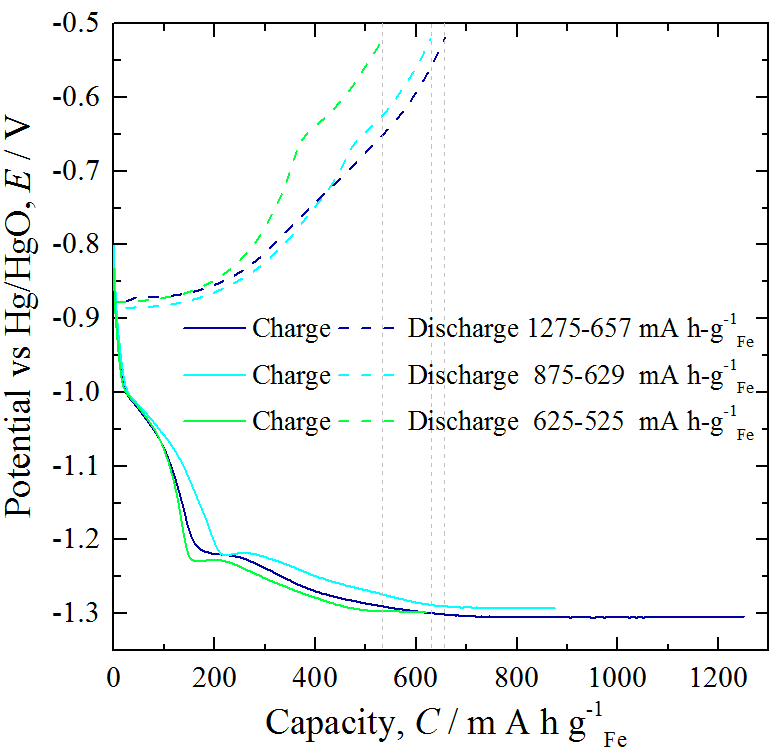 -0.5
-0.6
-0.7
-0.8
-0.9
-1.0
-1.1
-1.2
-1.3
Potential vs Hg/HgO, E / V
Charge Discharge 1275-657 mA h-g⁻¹Fe
Charge Discharge 875-629 mA h-g⁻¹Fe
Charge Discharge 625-525 mA h-g⁻¹Fe
0 200 400 600 800 1000 1200
Capacity, C / m A h g⁻¹Fe